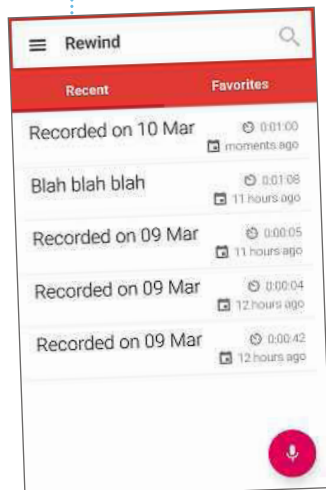 Rewind
Recent Favorites
Recorded on 10 Mar 0:01:00
moments ago
Blah blah blah 0:01:08
11 hours ago
Recorded on 09 Mar 0:00:05
11 hours ago
Recorded on 09 Mar 0:00:04
12 hours ago
Recorded on 09 Mar 0:00:42
12 hours ago